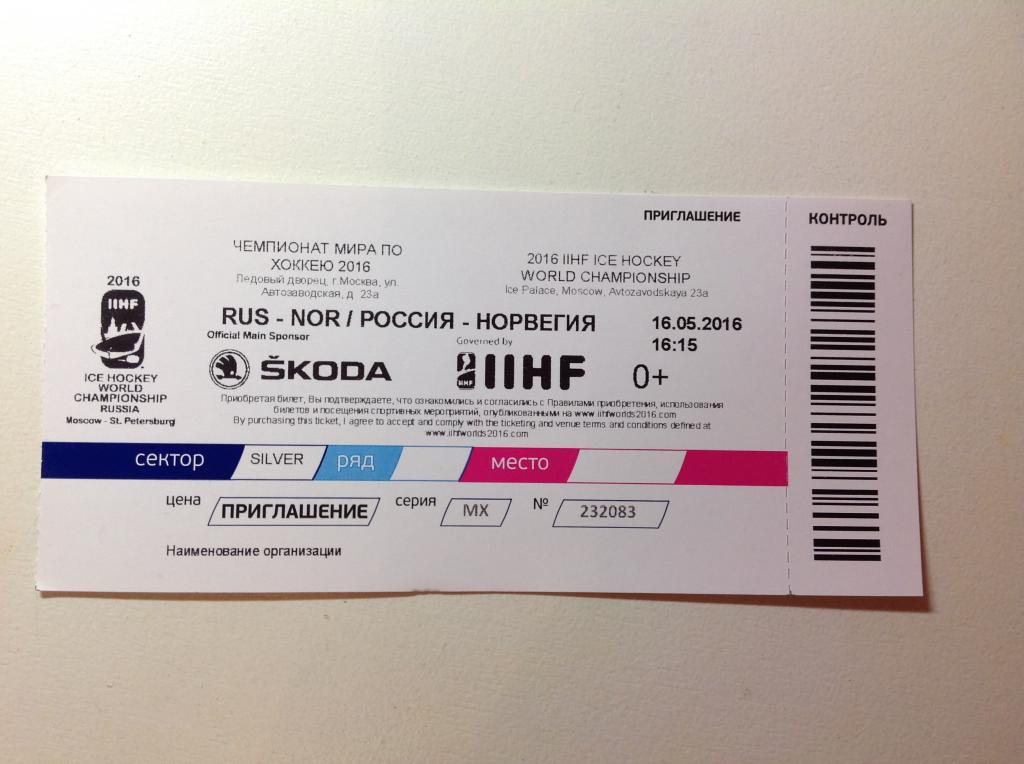 ПРИГЛАШЕНИЕ
КОНТРОЛЬ
ЧЕМПИОНАТ МИРА ПО
ХОККЕЮ 2016
Ледовый дворец, г.Москва, ул.
Автозаводская, д. 23а
2016 IIHF ICE HOCKEY
WORLD CHAMPIONSHIP
Ice Palace, Moscow, Avtozavodskaya 23a
2016
IIHF
ICE HOCKEY
WORLD
CHAMPIONSHIP
RUSSIA
Moscow - St. Petersburg
RUS - NOR / РОССИЯ - НОРВЕГИЯ
16.05.2016
16:15
Official Main Sponsor
Governed by
ŠKODA
IIHF
IIHF
0+
Приобретая билет, Вы подтверждаете, что ознакомились и согласились с Правилами приобретения, использования
билетов и посещения спортивных мероприятий, опубликованными на www.iihfworlds2016.com
By purchasing this ticket, I agree to accept and comply with the ticketing and venue terms and conditions defined at
www.iihfworlds2016.com
сектор SILVER ряд место
цена ПРИГЛАШЕНИЕ серия МХ № 232083
Наименование организации